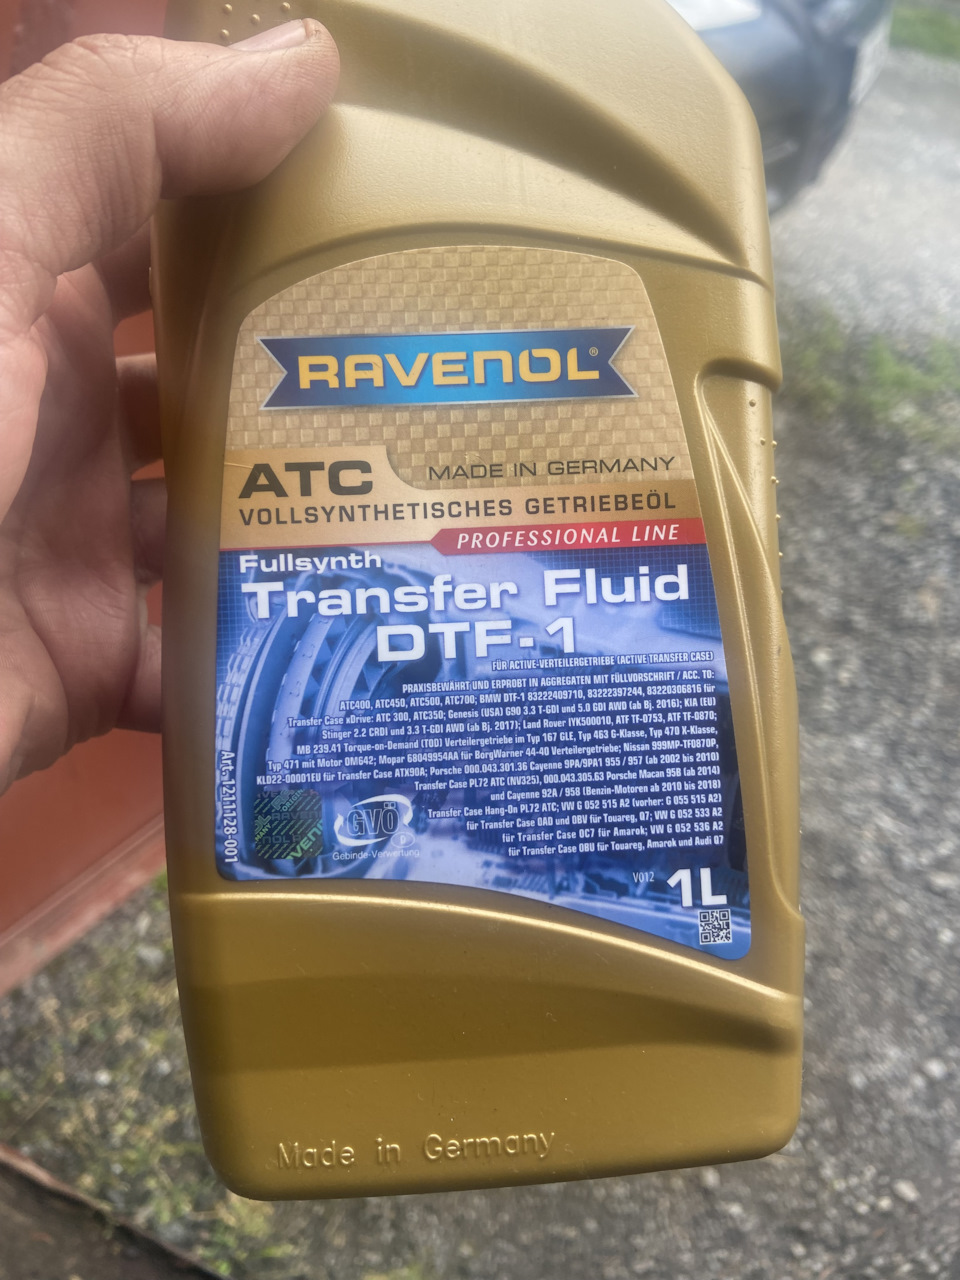 RAVENOL®
ATC
MADE IN GERMANY
VOLLSYNTHETISCHES GETRIEBEÖL
PROFESSIONAL LINE
Fullsynth
Transfer Fluid
DTF-1
FÜR ACTIVE-VERTEILERGETRIEBE (ACTIVE TRANSFER CASE)
PRAXISBEWÄHRT UND ERPROBT IN AGGREGATEN MIT FÜLLVORSCHRIFT / ACC. TO:
ATC400, ATC450, ATC500, ATC700; BMW DTF-1 83222409710, 83222397244, 83220306816 für
Transfer Case xDrive: ATC 300, ATC350; Genesis (USA) G90 3.3 T-GDI und 5.0 GDI AWD (ab Bj. 2016); KIA (EU)
Stinger 2.2 CRDI und 3.3 T-GDI AWD (ab Bj. 2017); Land Rover IYK500010, ATF TF-0753, ATF TF-0870;
MB 239.41 Torque-on-Demand (TOD) Verteilergetriebe im Typ 167 GLE, Typ 463 G-Klasse, Typ 470 X-Klasse,
Typ 471 mit Motor OM642; Mopar 68049954AA für BorgWarner 44-40 Verteilergetriebe; Nissan 999MP-TF0870P,
KLD22-00001EU für Transfer Case ATX90A; Porsche 000.043.301.36 Cayenne 9PA/9PA1 955 / 957 (ab 2002 bis 2010)
Transfer Case PL72 ATC (NV325), 000.043.305.63 Porsche Macan 95B (ab 2014)
und Cayenne 92A / 958 (Benzin-Motoren ab 2010 bis 2018)
Transfer Case Hang-On PL72 ATC; VW G 052 515 A2 (vorher: G 055 515 A2)
für Transfer Case 0AD und 0BV für Touareg, Q7; VW G 052 533 A2
für Transfer Case 0C7 für Amarok; VW G 052 536 A2
für Transfer Case 0BU für Touareg, Amarok und Audi Q7
Art. 1211128-001
GVÖ
Gebinde-Verwertung
V012
1L
Made in Germany